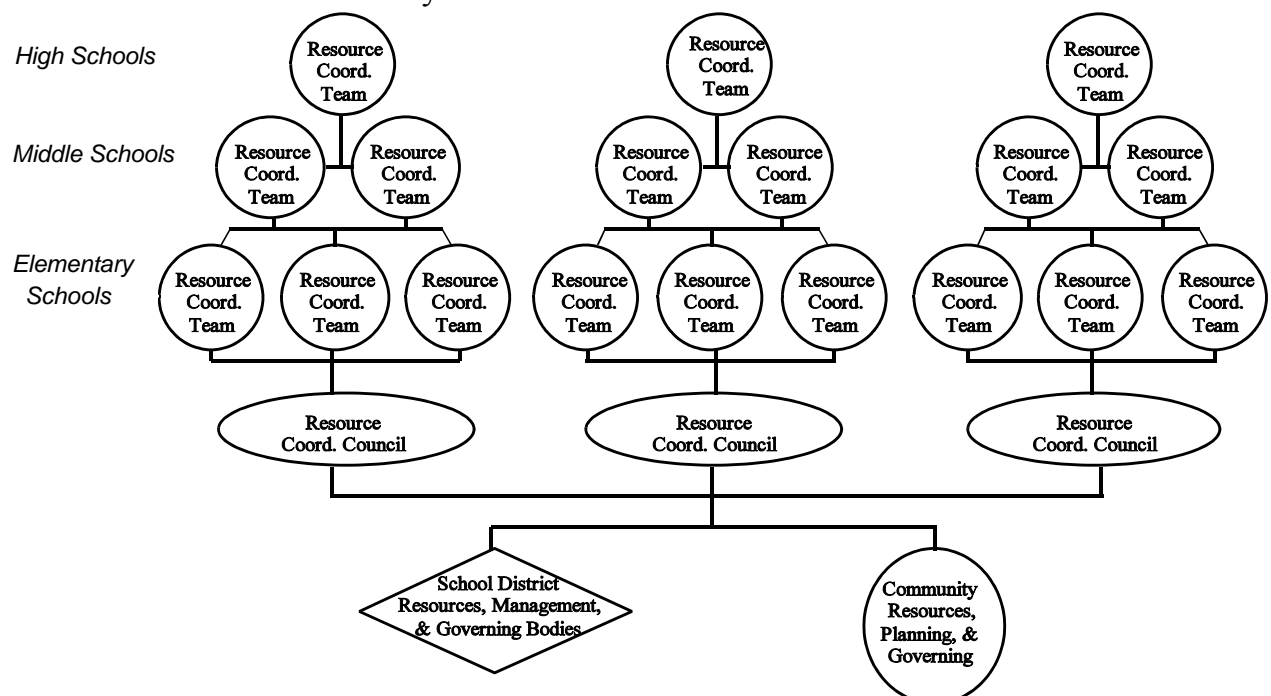 High Schools
Resource
Coord.
Team
Resource
Coord.
Team
Resource
Coord.
Team
Middle Schools
Resource
Coord.
Team
Resource
Coord.
Team
Resource
Coord.
Team
Resource
Coord.
Team
Resource
Coord.
Team
Resource
Coord.
Team
Elementary
Schools
Resource
Coord.
Team
Resource
Coord.
Team
Resource
Coord.
Team
Resource
Coord.
Team
Resource
Coord.
Team
Resource
Coord.
Team
Resource
Coord.
Team
Resource
Coord.
Team
Resource
Coord.
Team
Resource
Coord. Council
Resource
Coord. Council
Resource
Coord. Council
School District
Resources, Management,
& Governing Bodies
Community
Resources,
Planning, &
Governing